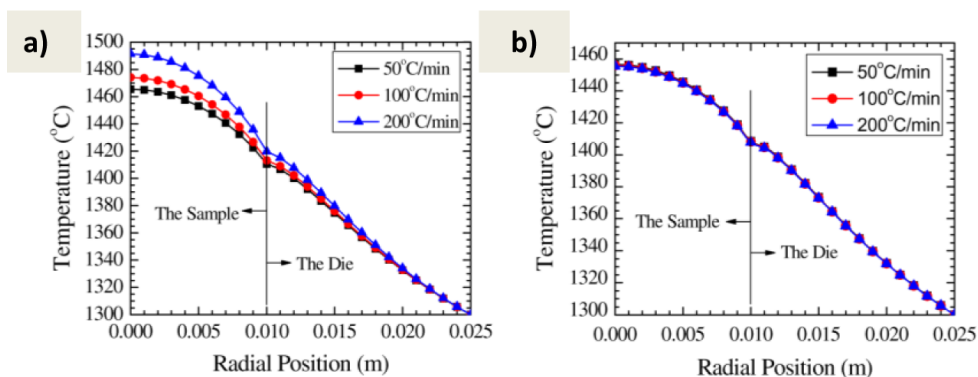 a)
1500
1480
1460
1440
1420
1400
1380
1360
1340
1320
1300
Temperature (°C)
50°C/min
100°C/min
200°C/min
The Sample
The Die
0.000 0.005 0.010 0.015 0.020 0.025
Radial Position (m)
b)
1460
1440
1420
1400
1380
1360
1340
1320
1300
Temperature (°C)
50°C/min
100°C/min
200°C/min
The Sample
The Die
0.000 0.005 0.010 0.015 0.020 0.025
Radial Position (m)